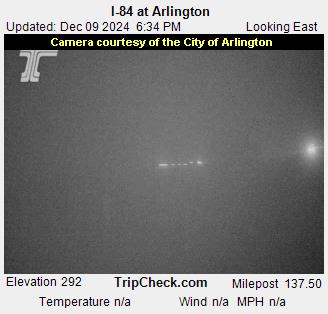 I-84 at Arlington
Updated: Dec 09 2024 6:34 PM Looking East
Camera courtesy of the City of Arlington
Elevation 292 TripCheck.com Milepost 137.50
Temperature n/a Wind n/a MPH n/a